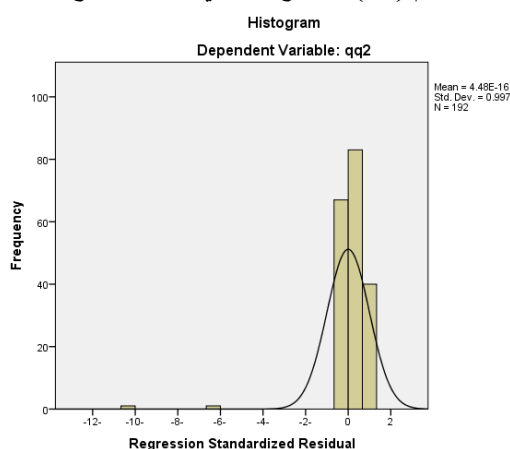 Histogram
Dependent Variable: qq2
Mean = 4.48E-16
Std. Dev. = 0.997
N = 192
Frequency
100-
80-
60-
40-
20-
0-
-12- -10- -8- -6- -4- -2- 0 2
Regression Standardized Residual